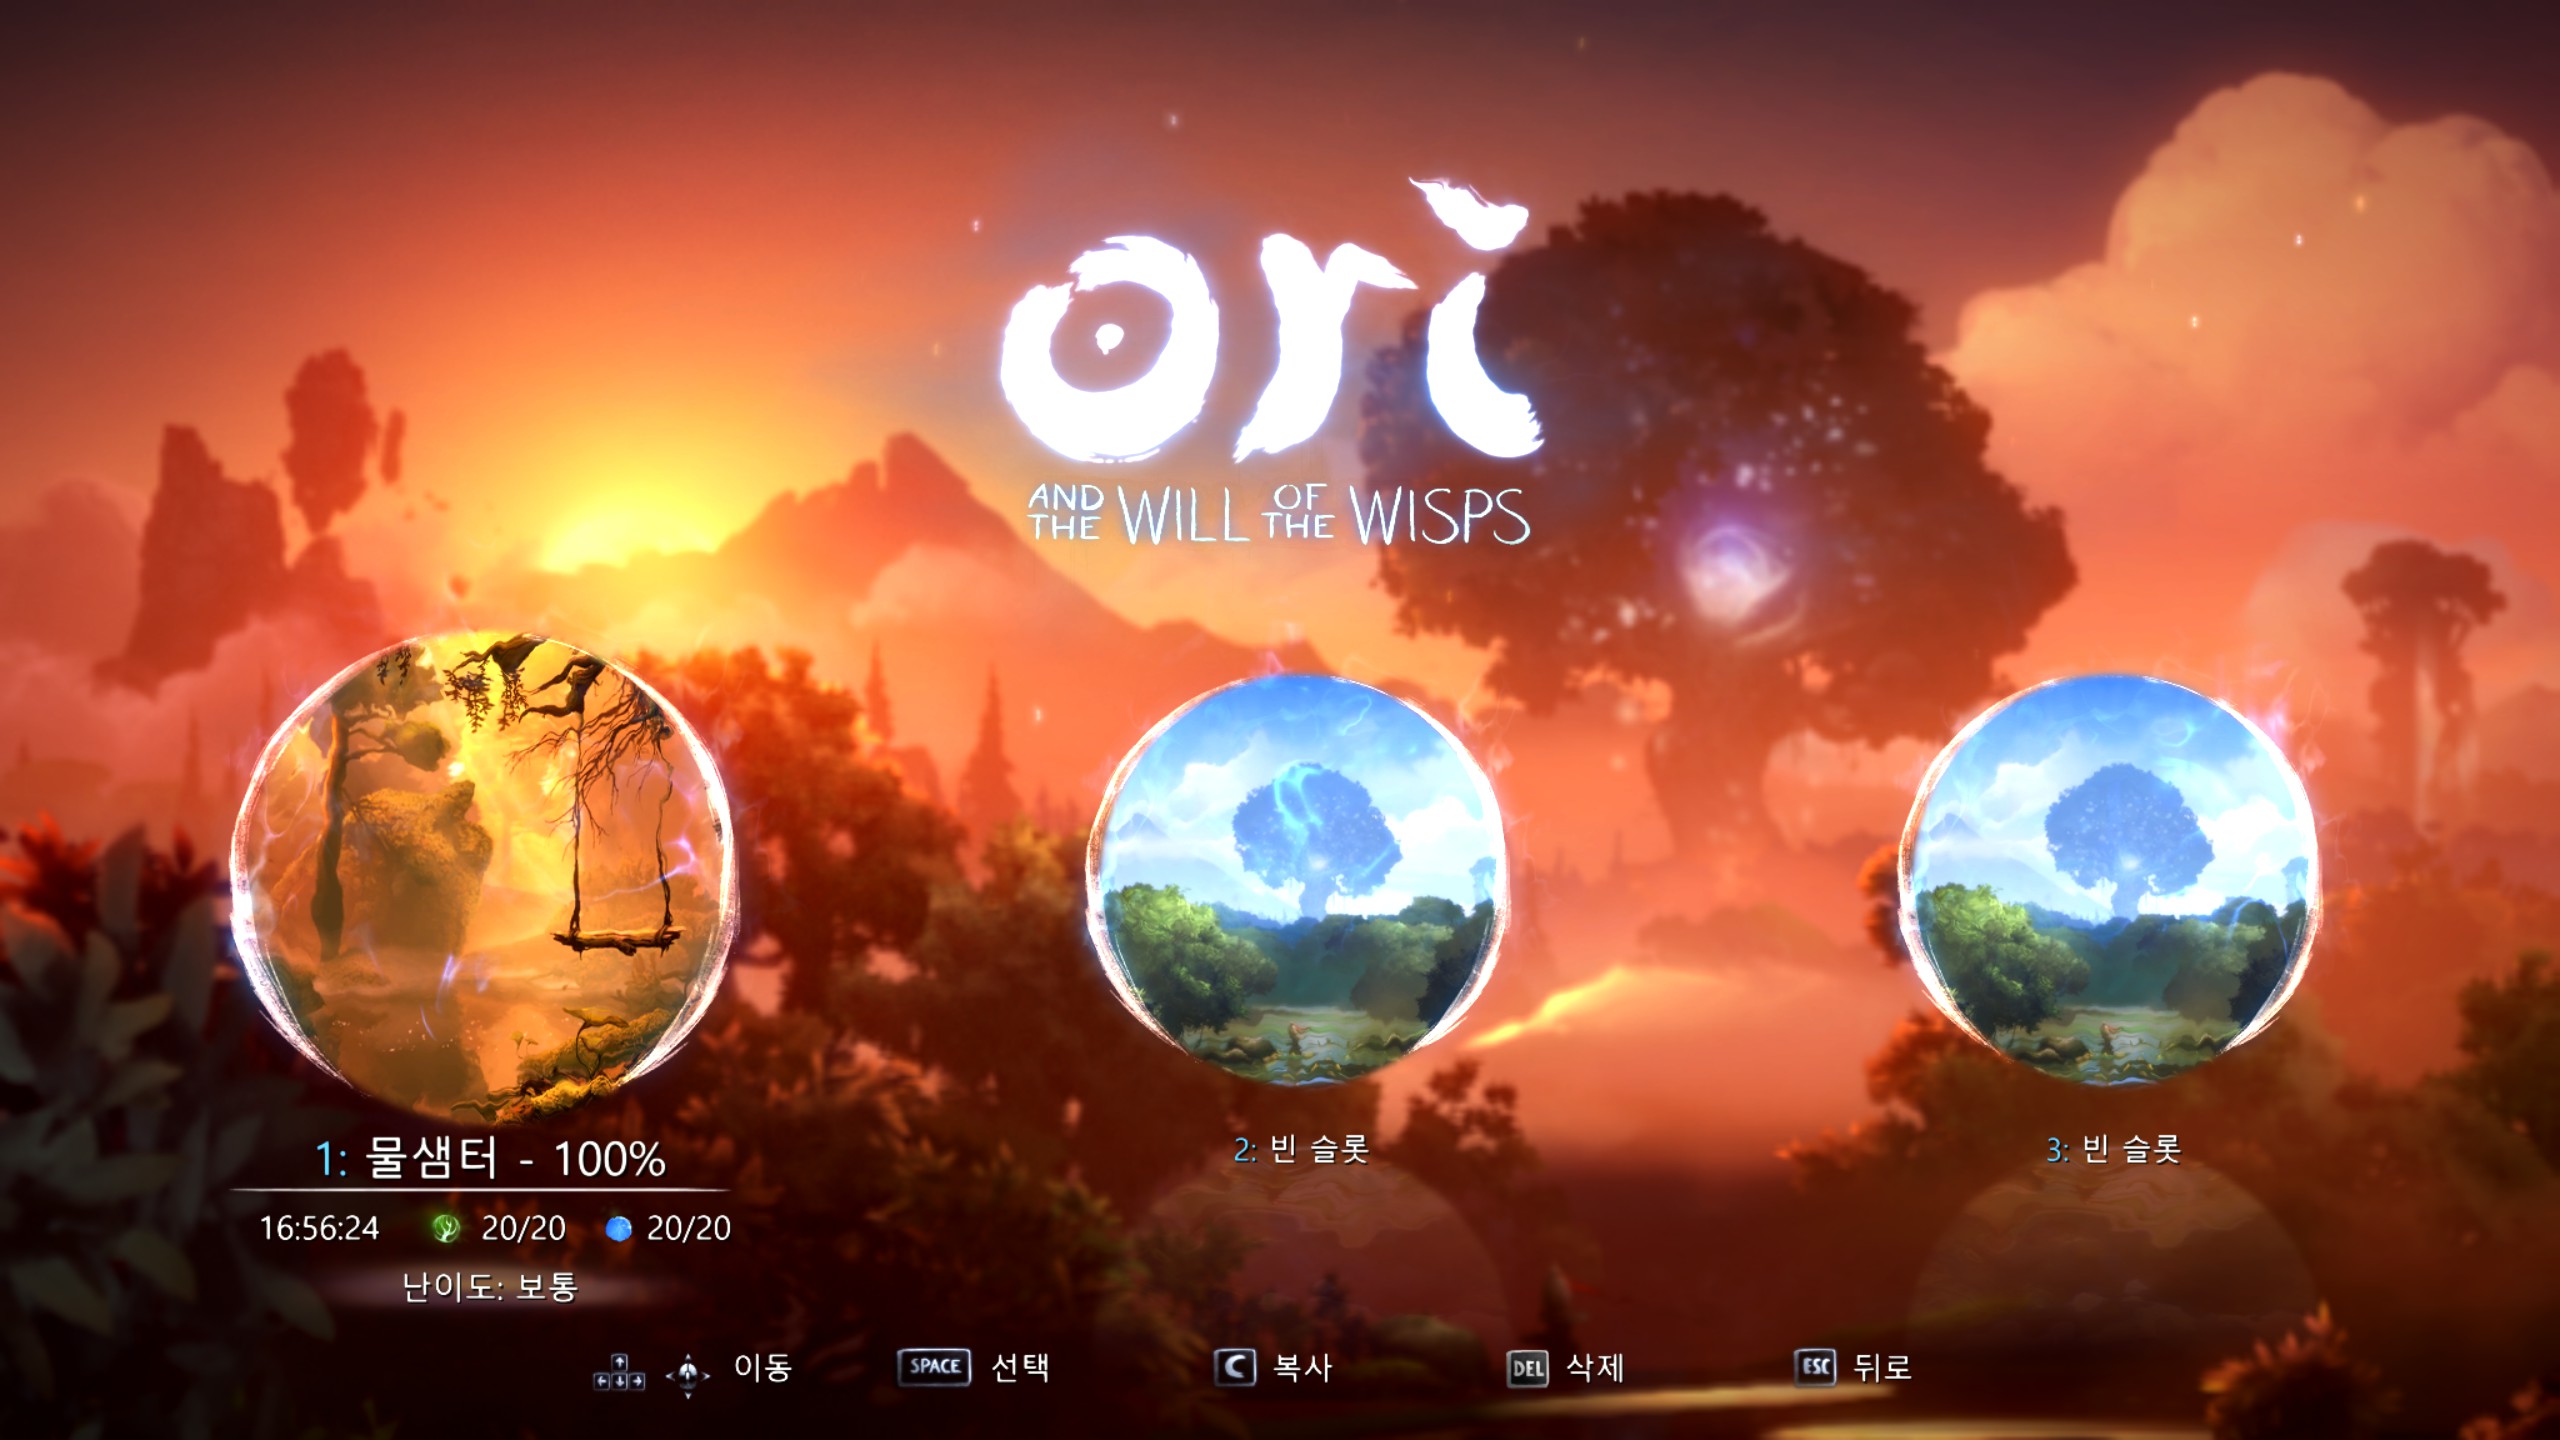 ori
AND THE WILL OF THE WISPS
1: 물샘터 - 100%
16:56:24 20/20 20/20
난이도: 보통
2: 빈 슬롯
3: 빈 슬롯
이동 SPACE 선택 C 복사 DEL 삭제 ESC 뒤로